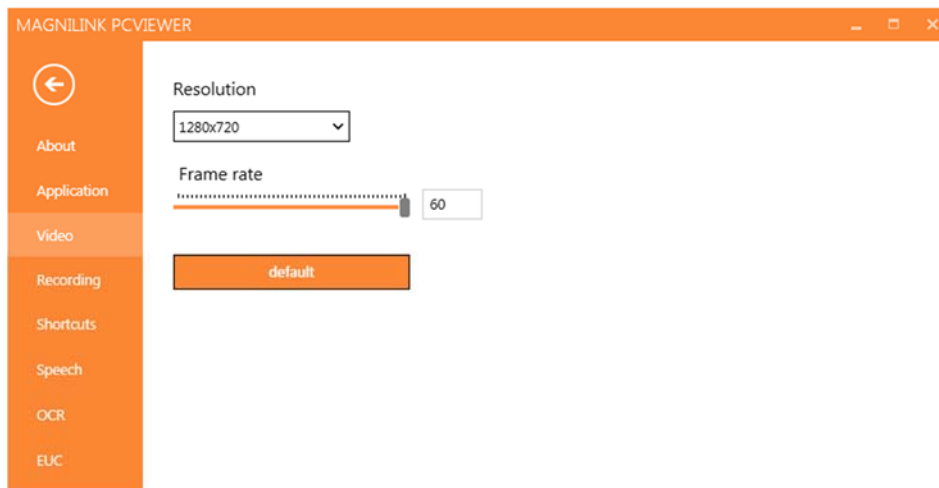 MAGNILINK PCVIEWER
About
Application
Video
Recording
Shortcuts
Speech
OCR
EUC
Resolution
1280x720
Frame rate
60
default